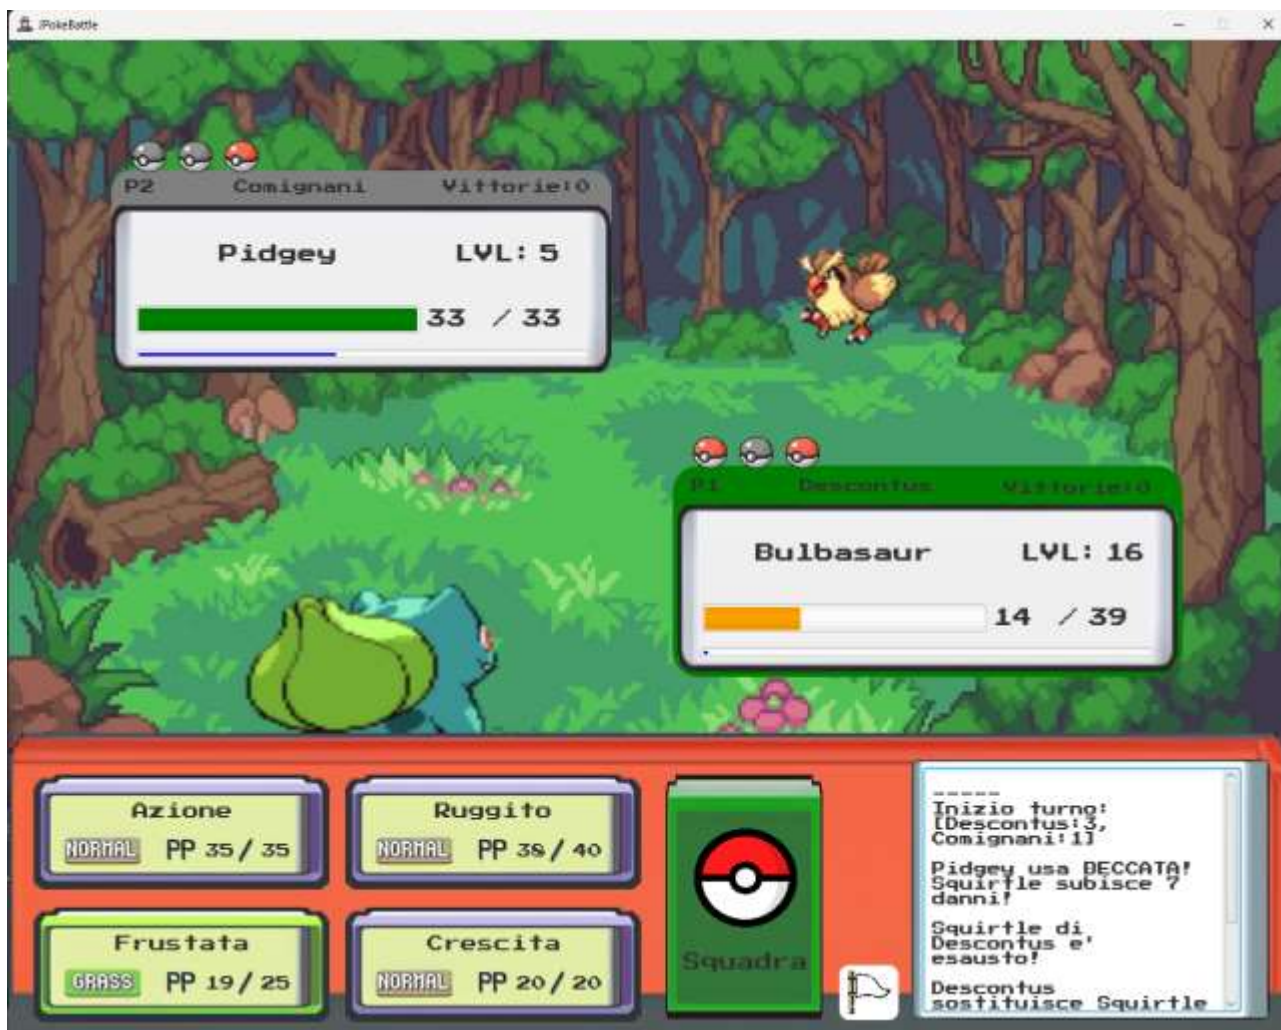 JPokeBattle
P2 Comignani Vittorie:0
Pidgey LVL: 5
33 / 33
P1 Descontus Vittorie:0
Bulbasaur LVL: 16
14 / 39
Azione
NORMAL PP 35/35
Ruggito
NORMAL PP 38/40
Frustata
GRASS PP 19/25
Crescita
NORMAL PP 20/20
Squadra
-----
Inizio turno:
[Descontus:3,
Comignani:1]
Pidgey usa BECCATA!
Squirtle subisce 7
danni!
Squirtle di
Descontus e'
esausto!
Descontus
sostituisce Squirtle